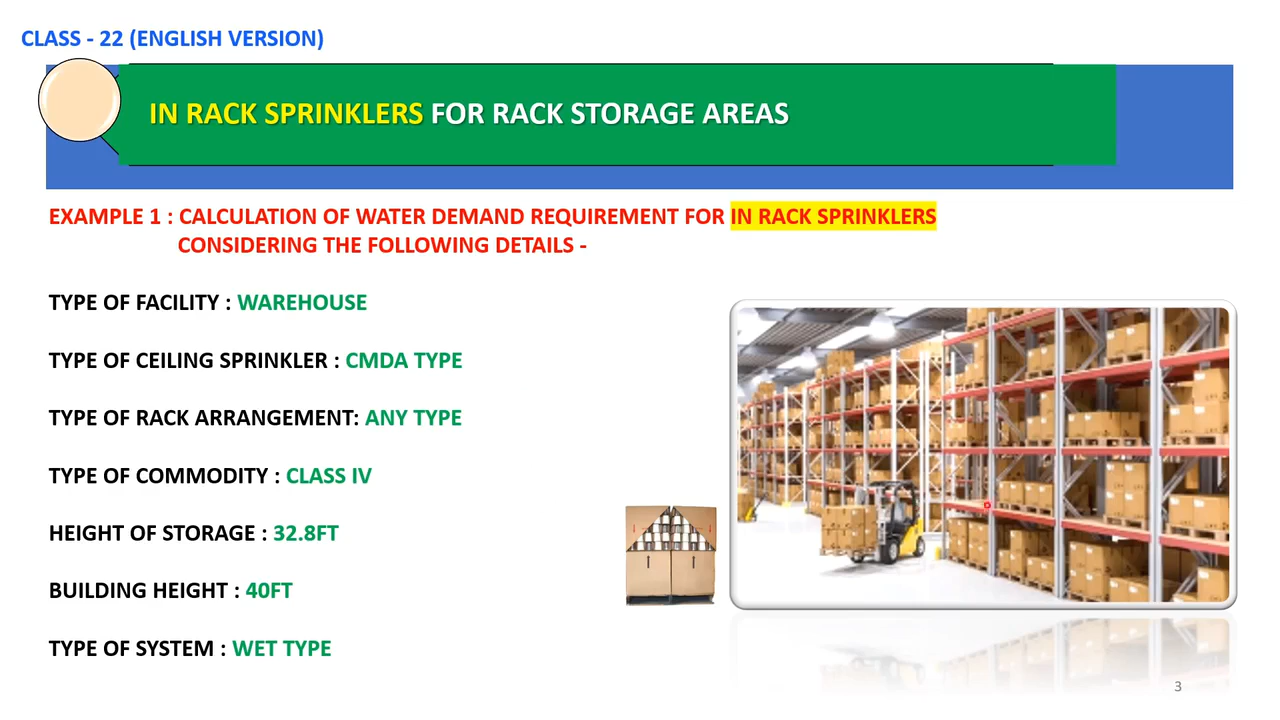 CLASS - 22 (ENGLISH VERSION)
IN RACK SPRINKLERS FOR RACK STORAGE AREAS
EXAMPLE 1 : CALCULATION OF WATER DEMAND REQUIREMENT FOR IN RACK SPRINKLERS
CONSIDERING THE FOLLOWING DETAILS -
TYPE OF FACILITY : WAREHOUSE
TYPE OF CEILING SPRINKLER : CMDA TYPE
TYPE OF RACK ARRANGEMENT: ANY TYPE
TYPE OF COMMODITY : CLASS IV
HEIGHT OF STORAGE : 32.8FT
BUILDING HEIGHT : 40FT
TYPE OF SYSTEM : WET TYPE
3